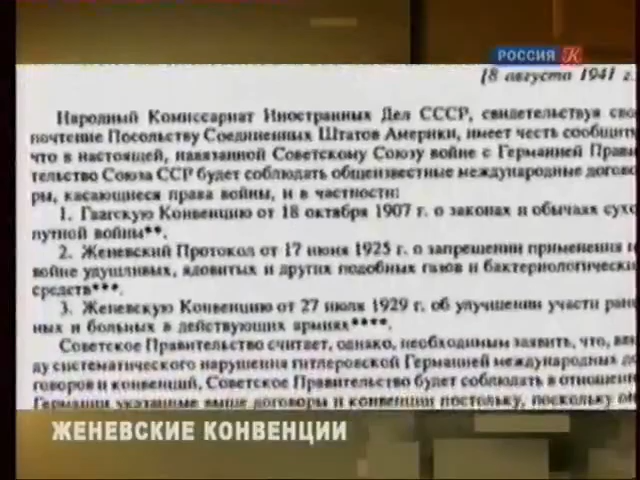 РОССИЯ К
[8 августа 1941 г.
Народный Комиссариат Иностранных Дел СССР, свидетельствуя сво
почтение Посольству Соединенных Штатов Америки, имеет честь сообщить
что в настоящей, навязанной Советскому Союзу войне с Германией Прави
тельство Союза ССР будет соблюдать общеизвестные международные догово
ры, касающиеся права войны, и в частности:
1. Гаагскую Конвенцию от 18 октября 1907 г. о законах и обычаях сухо
путной войны**.
2. Женевский Протокол от 17 июня 1925 г. о запрещении применения н
войне удушливых, ядовитых и других подобных газов и бактериологически
средств***.
3. Женевскую Конвенцию от 27 июля 1929 г. об улучшении участи ран
ных и больных в действующих армиях****.
Советское Правительство считает, однако, необходимым заявить, что, вви
ду систематического нарушения гитлеровской Германией международных до
говоров и конвенций, Советское Правительство будет соблюдать в отношени
Германии указанные выше договоры и конвенции постольку, поскольку он
ЖЕНЕВСКИЕ КОНВЕНЦИИ